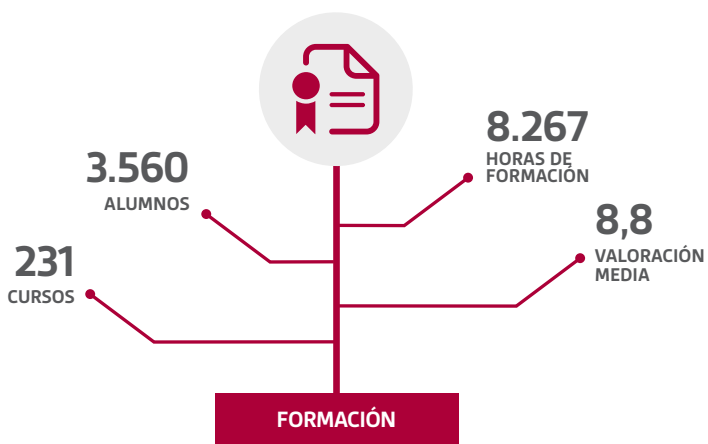 3.560
ALUMNOS
8.267
HORAS DE
FORMACIÓN
231
CURSOS
8,8
VALORACIÓN
MEDIA
FORMACIÓN